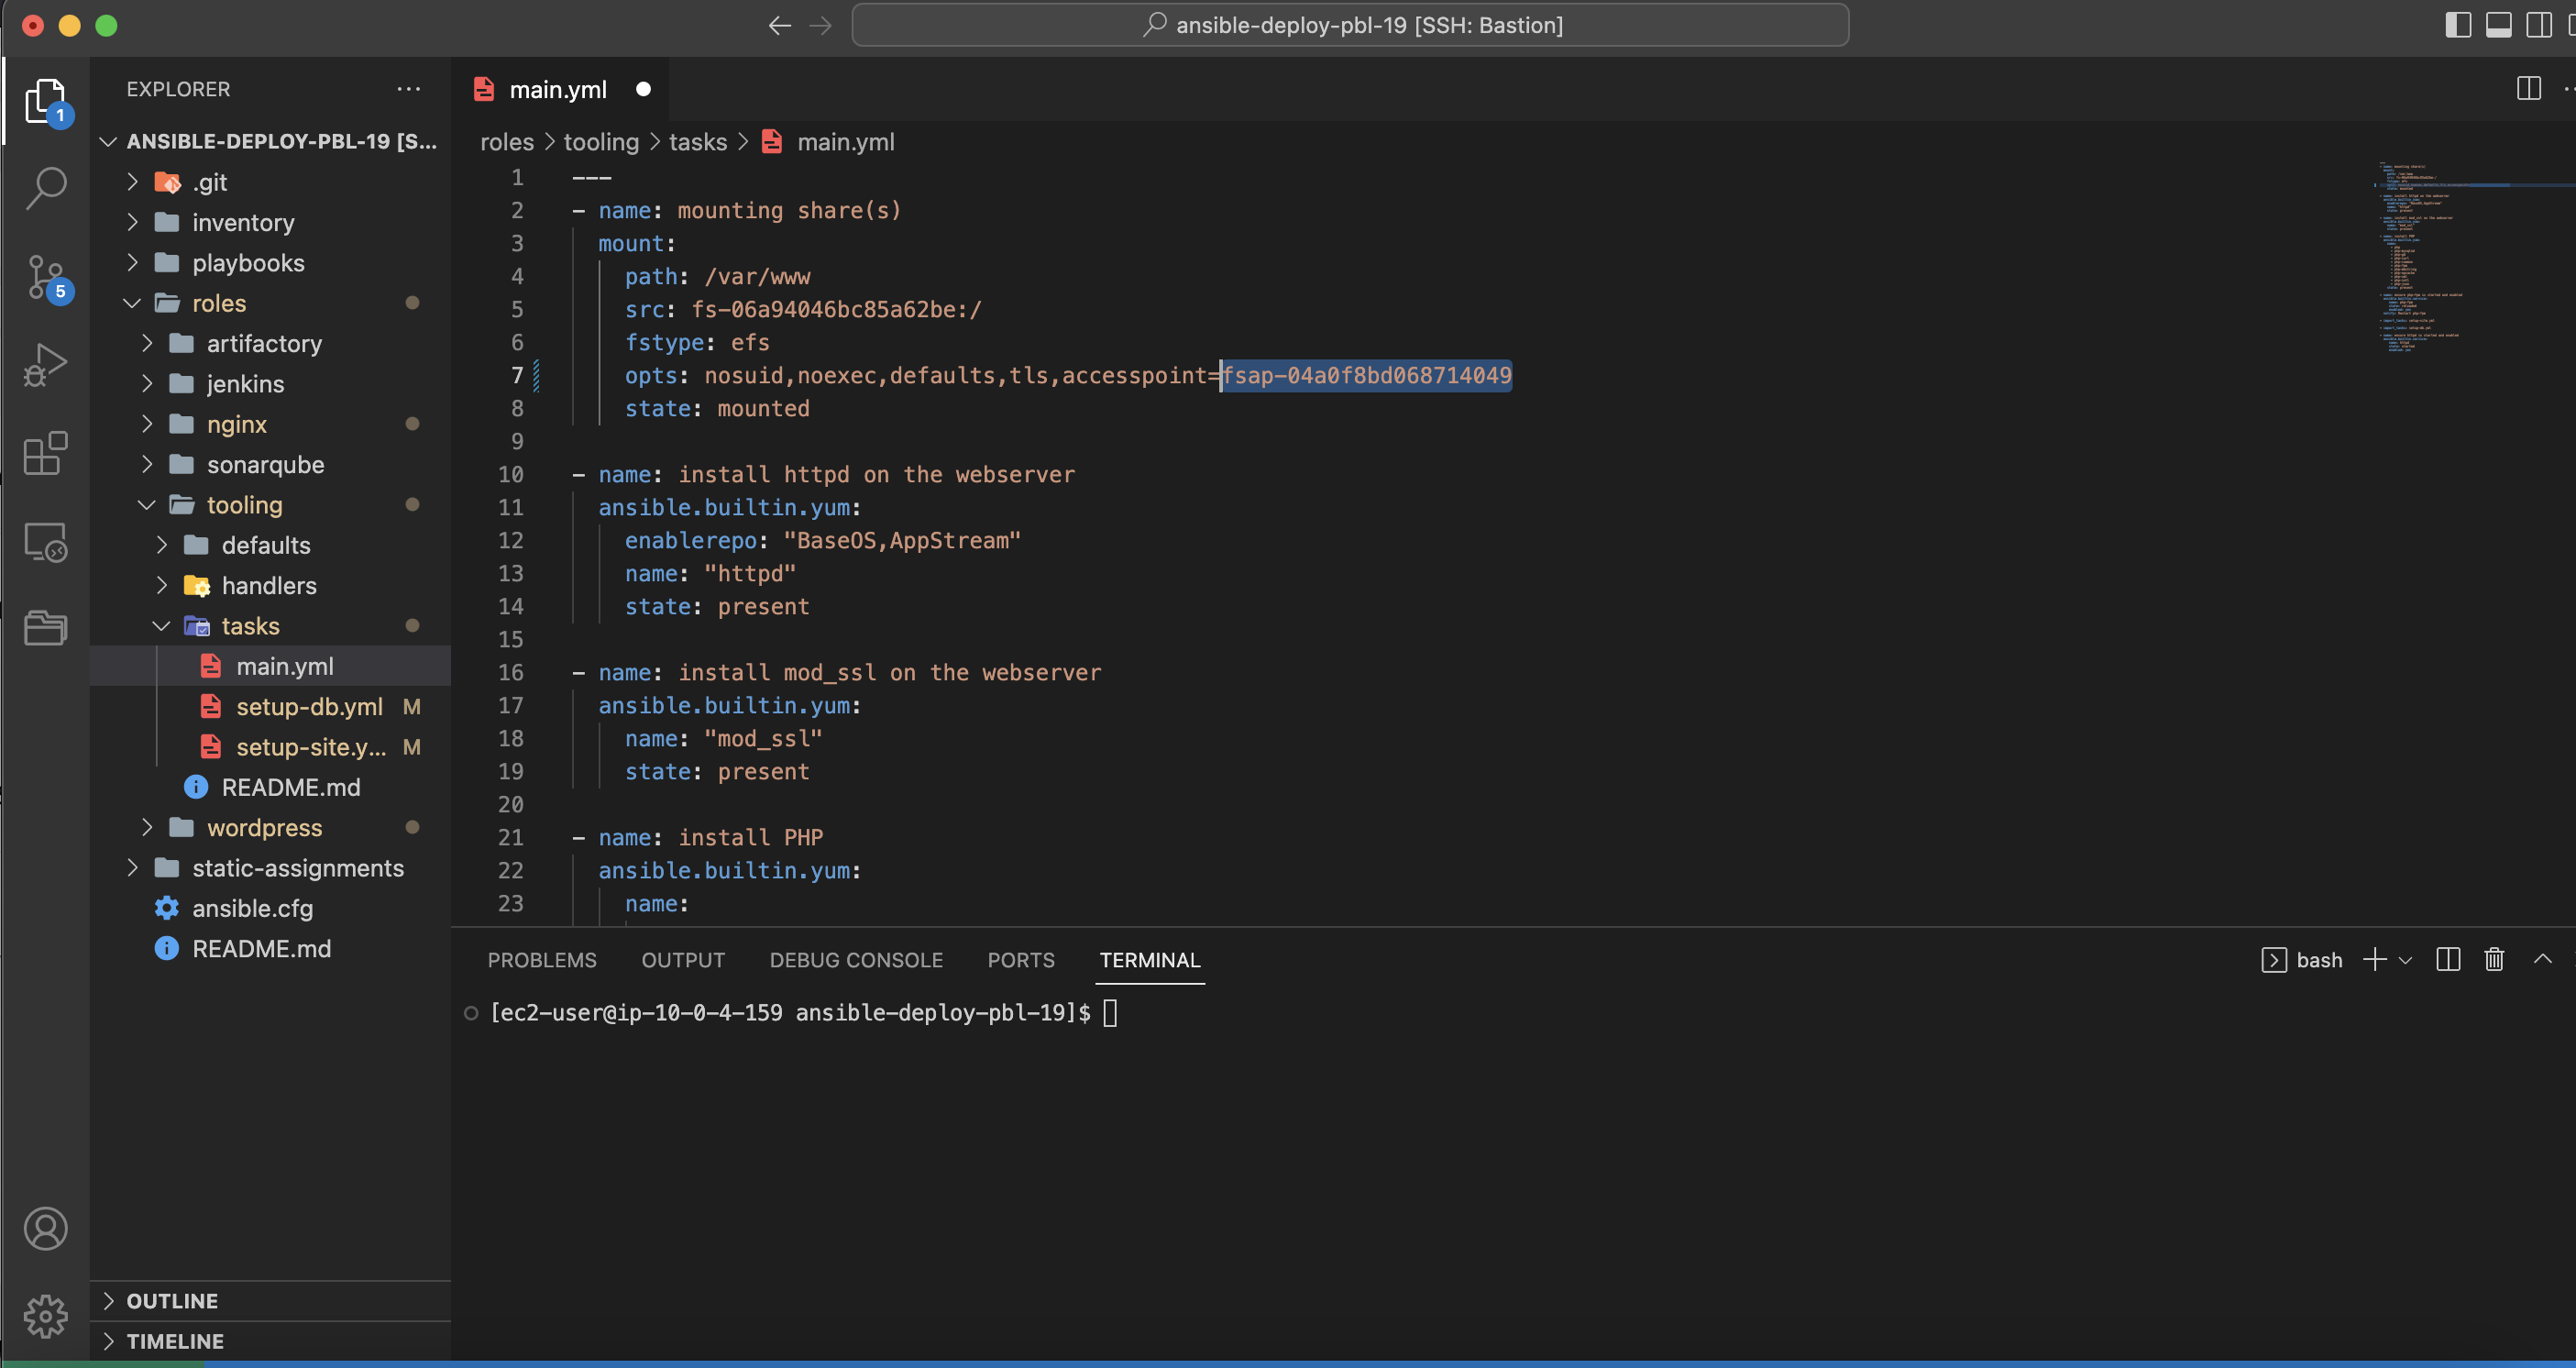 ansible-deploy-pbl-19 [SSH: Bastion]
EXPLORER
1
ANSIBLE-DEPLOY-PBL-19 [S...
.git
inventory
playbooks
5
roles
artifactory
jenkins
nginx
sonarqube
tooling
defaults
handlers
tasks
main.yml
setup-db.yml M
setup-site.y... M
README.md
wordpress
static-assignments
ansible.cfg
README.md
OUTLINE
TIMELINE
main.yml
roles > tooling > tasks > main.yml
1 ---
2 - name: mounting share(s)
3 mount:
4 path: /var/www
5 src: fs-06a94046bc85a62be:/
6 fstype: efs
7 opts: nosuid,noexec,defaults,tls,accesspoint=fsap-04a0f8bd068714049
8 state: mounted
9
10 - name: install httpd on the webserver
11 ansible.builtin.yum:
12 enablerepo: "BaseOS,AppStream"
13 name: "httpd"
14 state: present
15
16 - name: install mod_ssl on the webserver
17 ansible.builtin.yum:
18 name: "mod_ssl"
19 state: present
20
21 - name: install PHP
22 ansible.builtin.yum:
23 name:
PROBLEMS OUTPUT DEBUG CONSOLE PORTS TERMINAL
bash
[ec2-user@ip-10-0-4-159 ansible-deploy-pbl-19]$